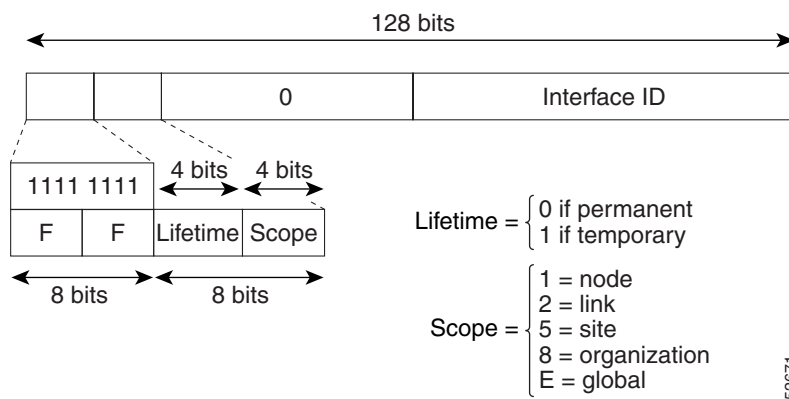 128 bits
0
Interface ID
4 bits
4 bits
1111 1111
F
F
Lifetime
Scope
8 bits
8 bits
Lifetime =
0 if permanent
1 if temporary
Scope =
1 = node
2 = link
5 = site
8 = organization
E = global